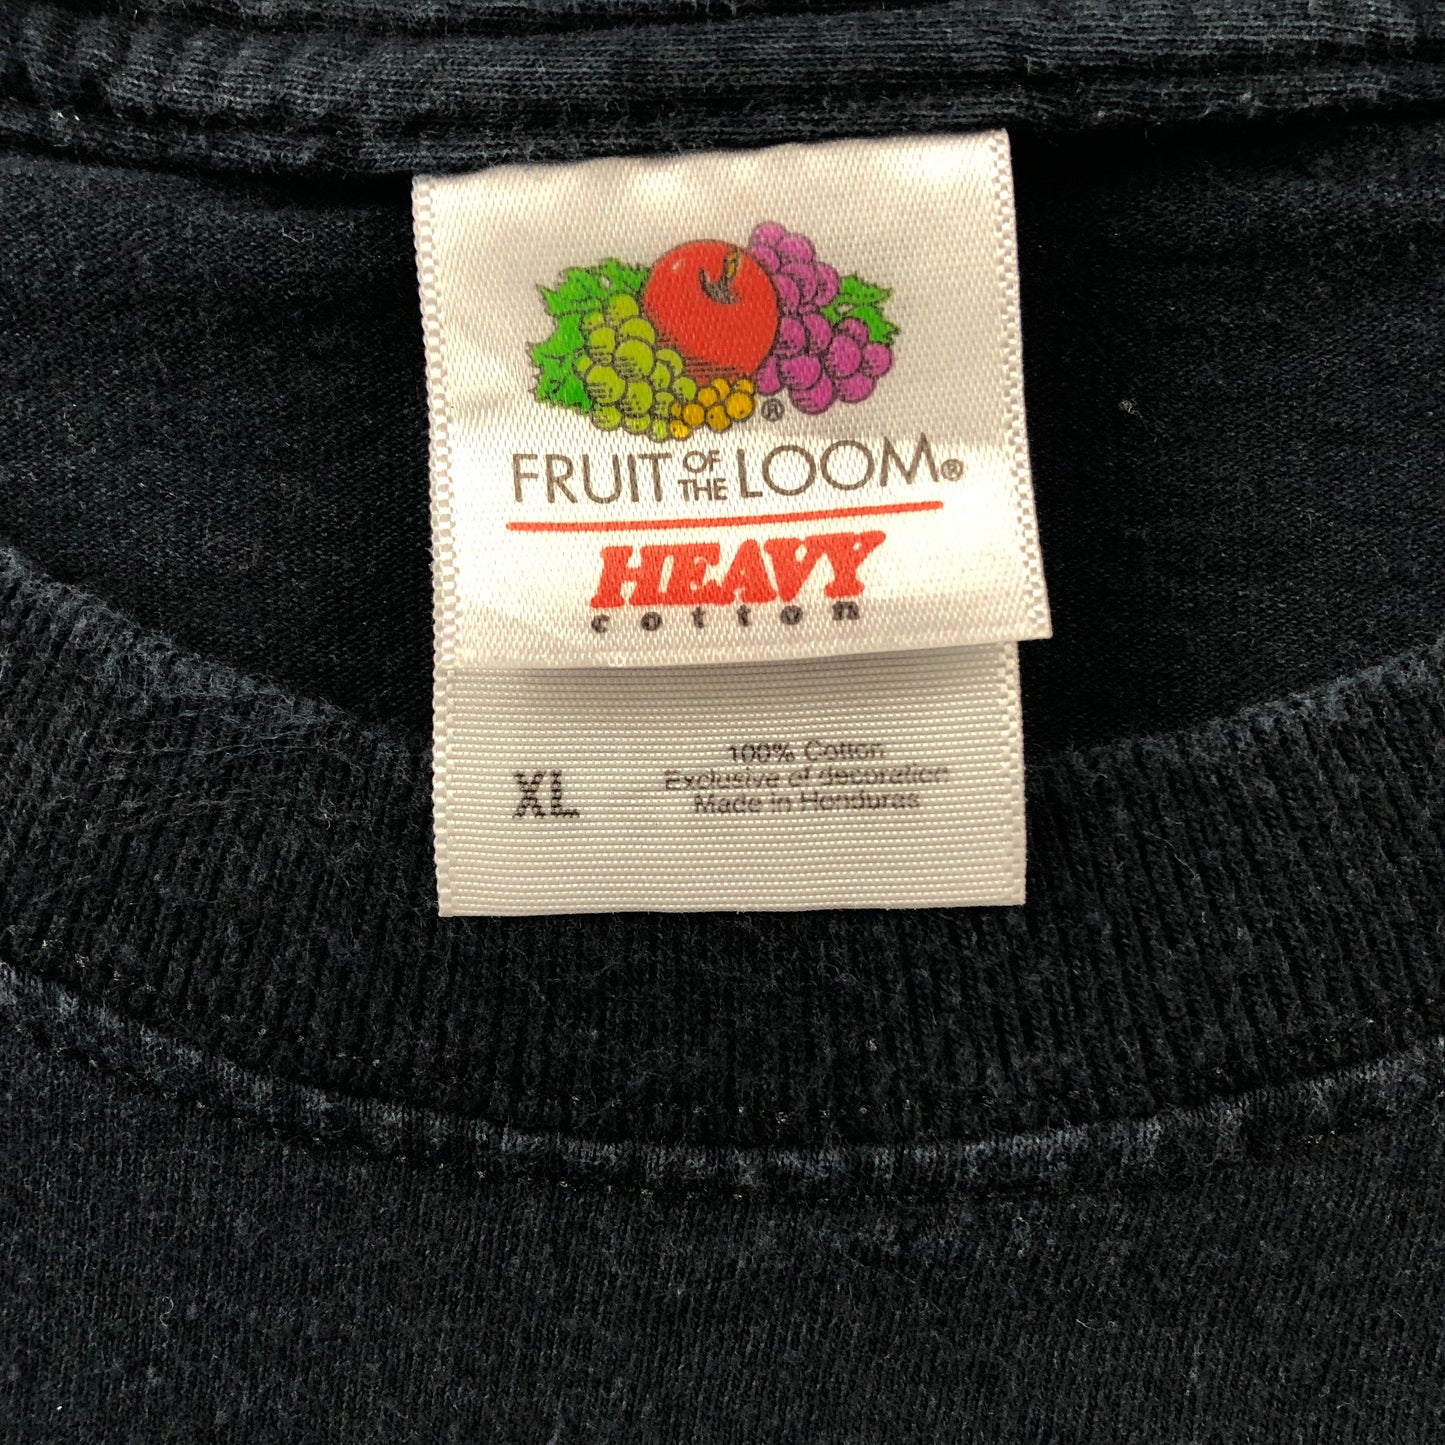 ®
FRUIT OF THE LOOM®
HEAVY
cotton
XL
100% Cotton
Exclusive of decoration
Made in Honduras